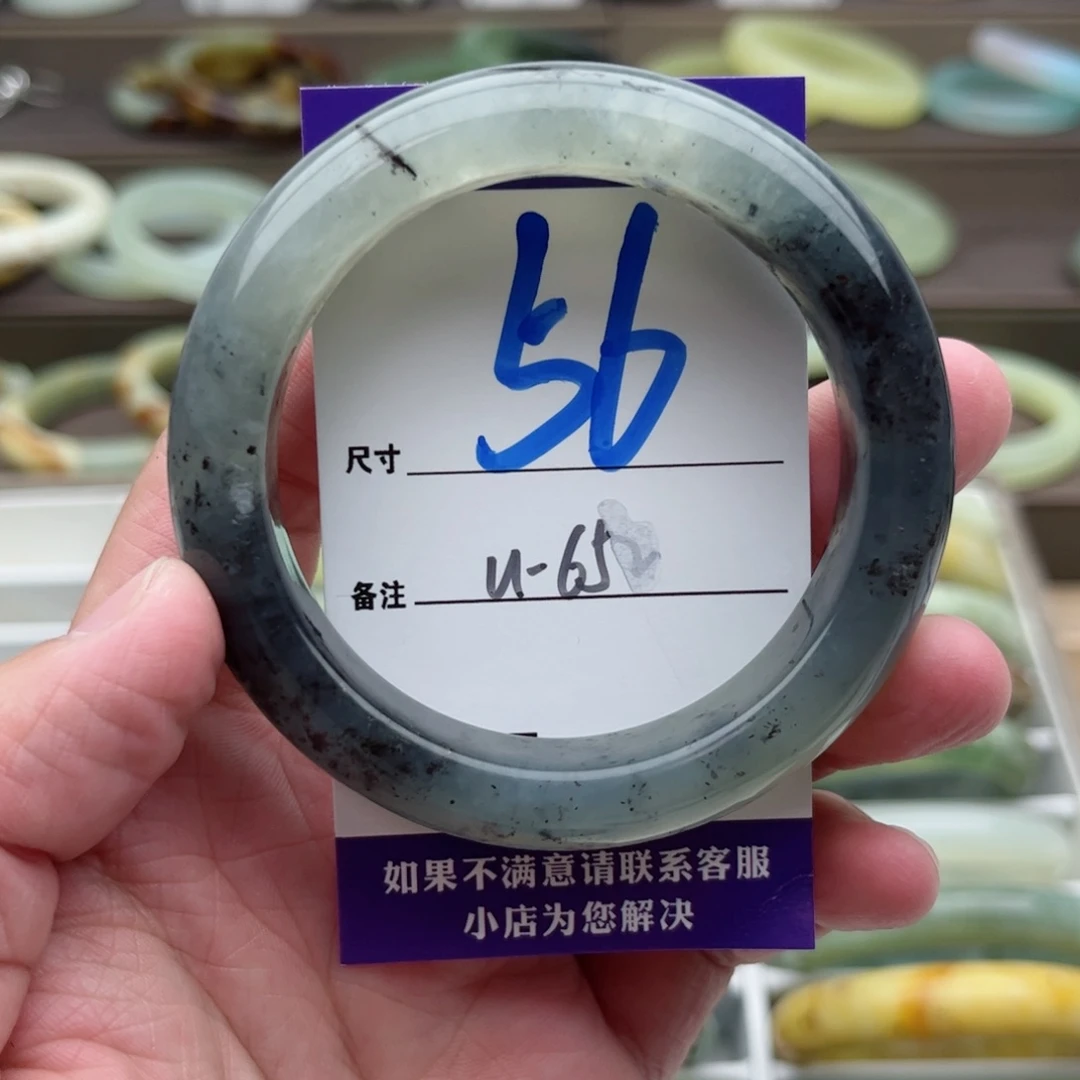 尺寸 56
备注 U-65
如果不满意请联系客服
小店为您解决